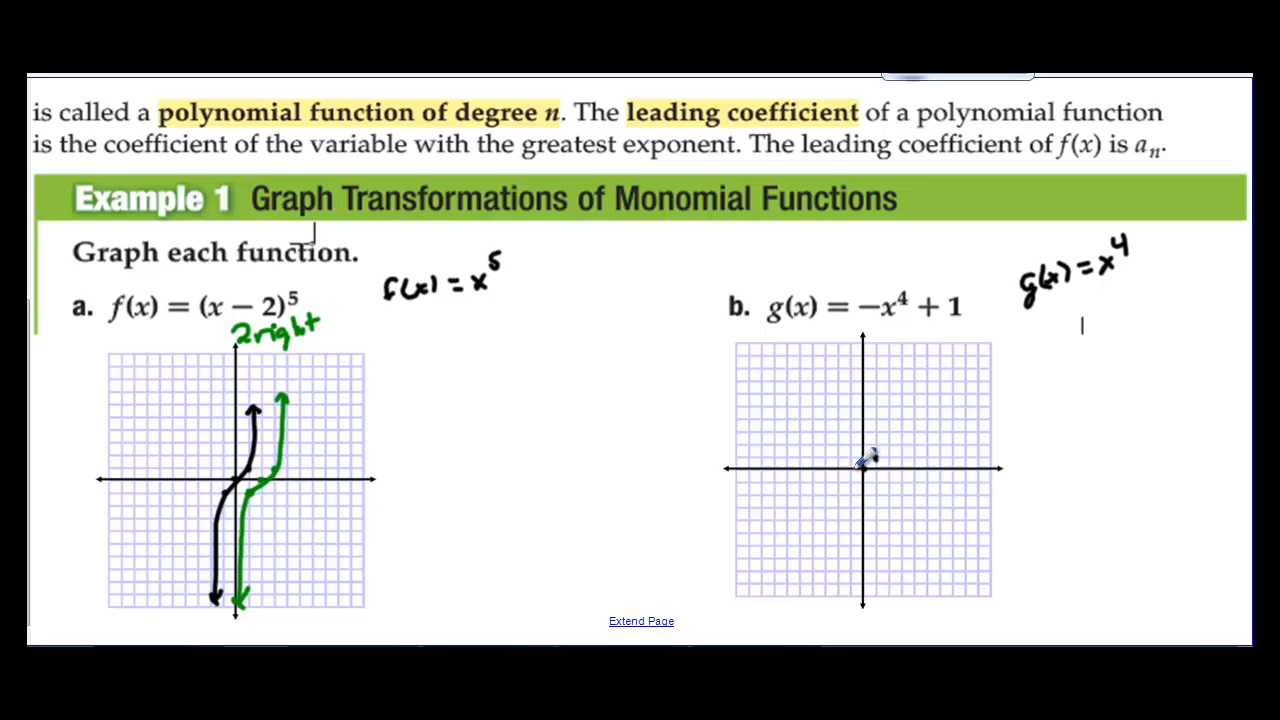 is called a polynomial function of degree n. The leading coefficient of a polynomial function
is the coefficient of the variable with the greatest exponent. The leading coefficient of f(x) is aₙ.
Example 1 Graph Transformations of Monomial Functions
Graph each function.
f(x) = x⁵
g(x) = x⁴
a. f(x) = (x − 2)⁵
b. g(x) = −x⁴ + 1
2 right
Extend Page